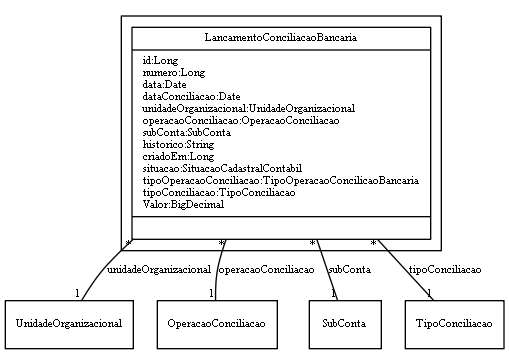 LancamentoConciliacaoBancaria
id:Long
numero:Long
data:Date
dataConciliacao:Date
unidadeOrganizacional:UnidadeOrganizacional
operacaoConciliacao:OperacaoConciliacao
subConta:SubConta
historico:String
criadoEm:Long
situacao:SituacaoCadastralContabil
tipoOperacaoConciliacao:TipoOperacaoConcilicaoBancaria
tipoConciliacao:TipoConciliacao
Valor:BigDecimal
* * * *
unidadeOrganizacional operacaoConciliacao subConta tipoConciliacao
1 1 1 1
UnidadeOrganizacional OperacaoConciliacao SubConta TipoConciliacao